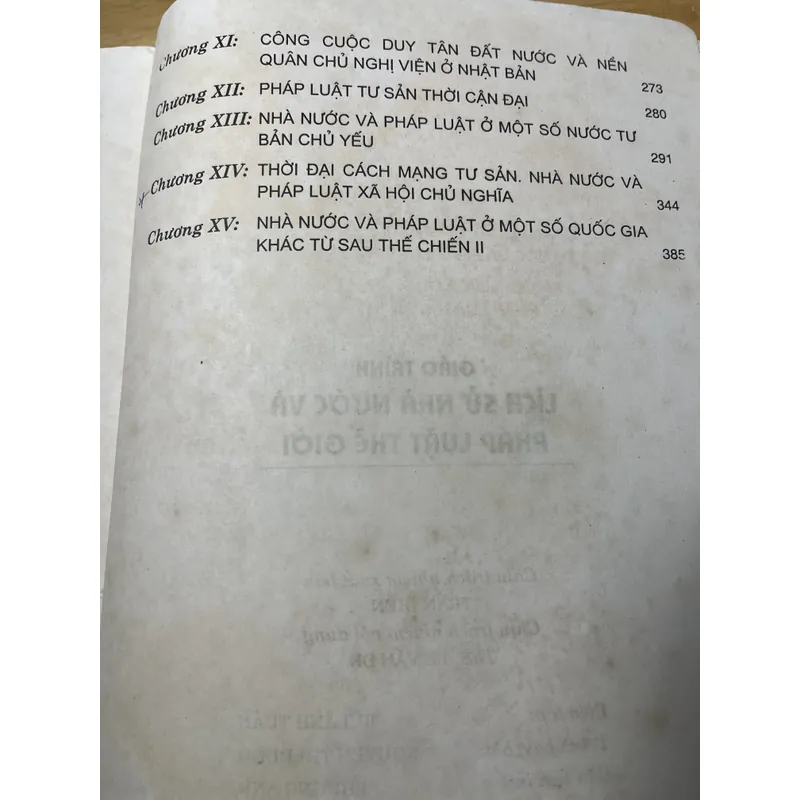 Chương XI: CÔNG CUỘC DUY TÂN ĐẤT NƯỚC VÀ NỀN
QUÂN CHỦ NGHỊ VIỆN Ở NHẬT BẢN 273
Chương XII: PHÁP LUẬT TƯ SẢN THỜI CẬN ĐẠI 280
Chương XIII: NHÀ NƯỚC VÀ PHÁP LUẬT Ở MỘT SỐ NƯỚC TƯ
BẢN CHỦ YẾU 291
Chương XIV: THỜI ĐẠI CÁCH MẠNG TƯ SẢN. NHÀ NƯỚC VÀ
PHÁP LUẬT XÃ HỘI CHỦ NGHĨA 344
Chương XV: NHÀ NƯỚC VÀ PHÁP LUẬT Ở MỘT SỐ QUỐC GIA
KHÁC TỪ SAU THẾ CHIẾN II 385
GIÁO TRÌNH
LỊCH SỬ NHÀ NƯỚC VÀ
PHÁP LUẬT THẾ GIỚI